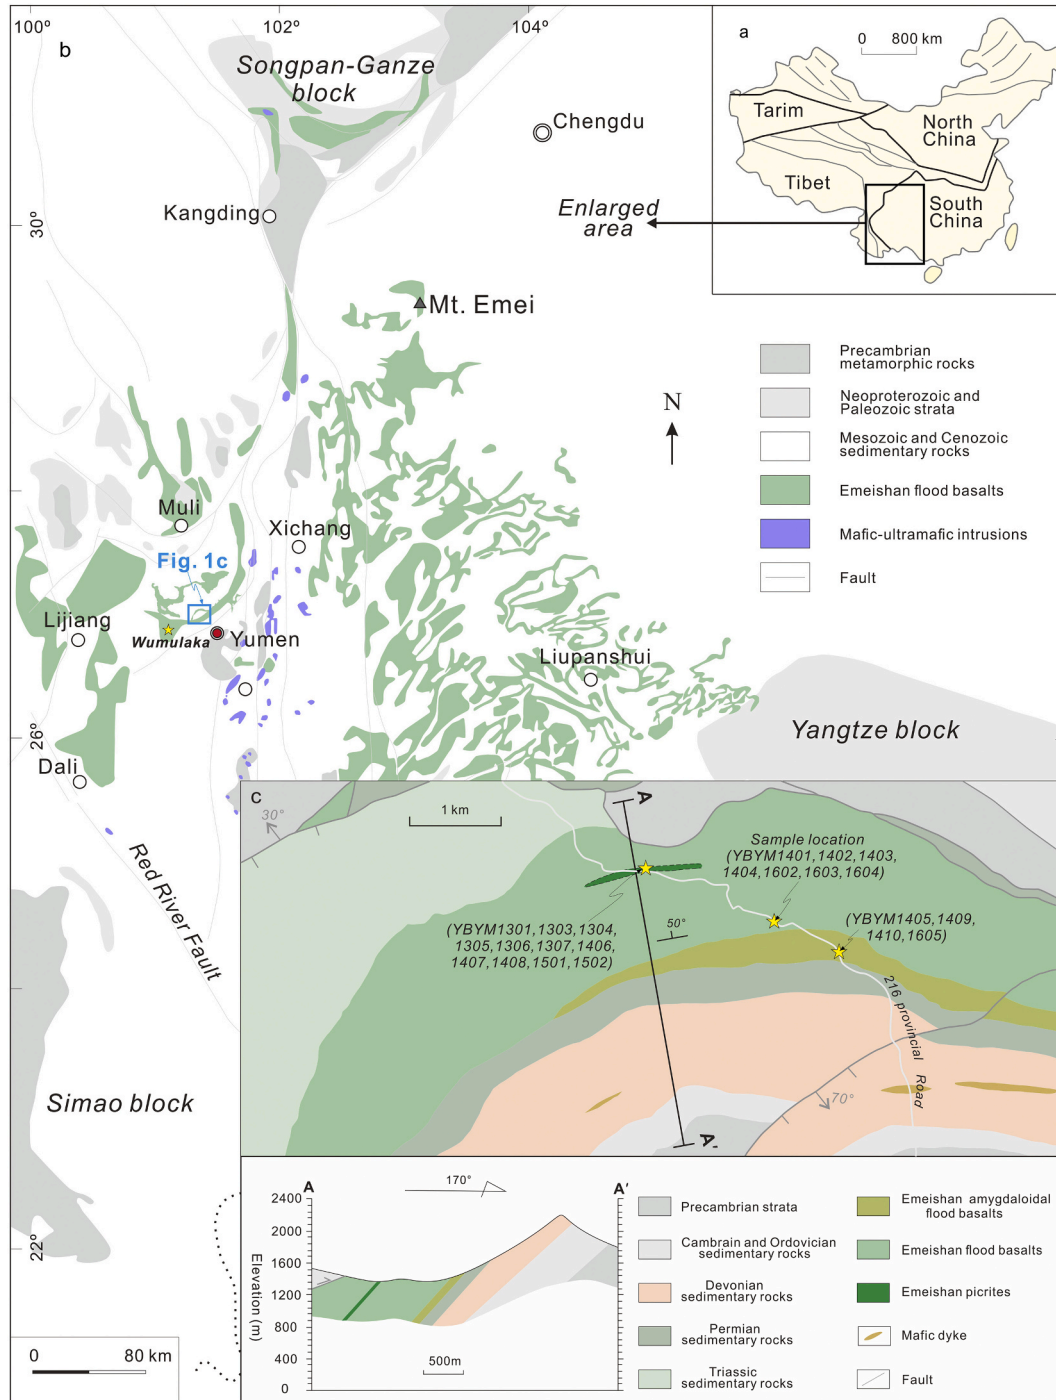 100º
102º
104º
b
Songpan-Ganze
block
Chengdu
Kangding
30º
Enlarged
area
Mt. Emei
a
0 800 km
Tarim
North
China
Tibet
South
China
N
Precambrian
metamorphic rocks
Neoproterozoic and
Paleozoic strata
Mesozoic and Cenozoic
sedimentary rocks
Emeishan flood basalts
Mafic-ultramafic intrusions
Fault
Muli
Xichang
Fig. 1c
Lijiang
Wumulaka
Yumen
Liupanshui
26º
Yangtze block
Dali
Red River Fault
Simao block
22º
0 80 km
C
30°
1 km
A
Sample location
(YBYM1401,1402,1403,
1404,1602,1603,1604)
(YBYM1301,1303,1304,
1305,1306,1307,1406,
1407,1408,1501,1502)
50°
(YBYM1405,1409,
1410,1605)
216 provincial Road
70°
A'
A
170°
A'
Elevation (m)
2400
2000
1600
1200
800
400
0
500m
Precambrian strata
Cambrain and Ordovician
sedimentary rocks
Devonian
sedimentary rocks
Permian
sedimentary rocks
Triassic
sedimentary rocks
Emeishan amygdaloidal
flood basalts
Emeishan flood basalts
Emeishan picrites
Mafic dyke
Fault